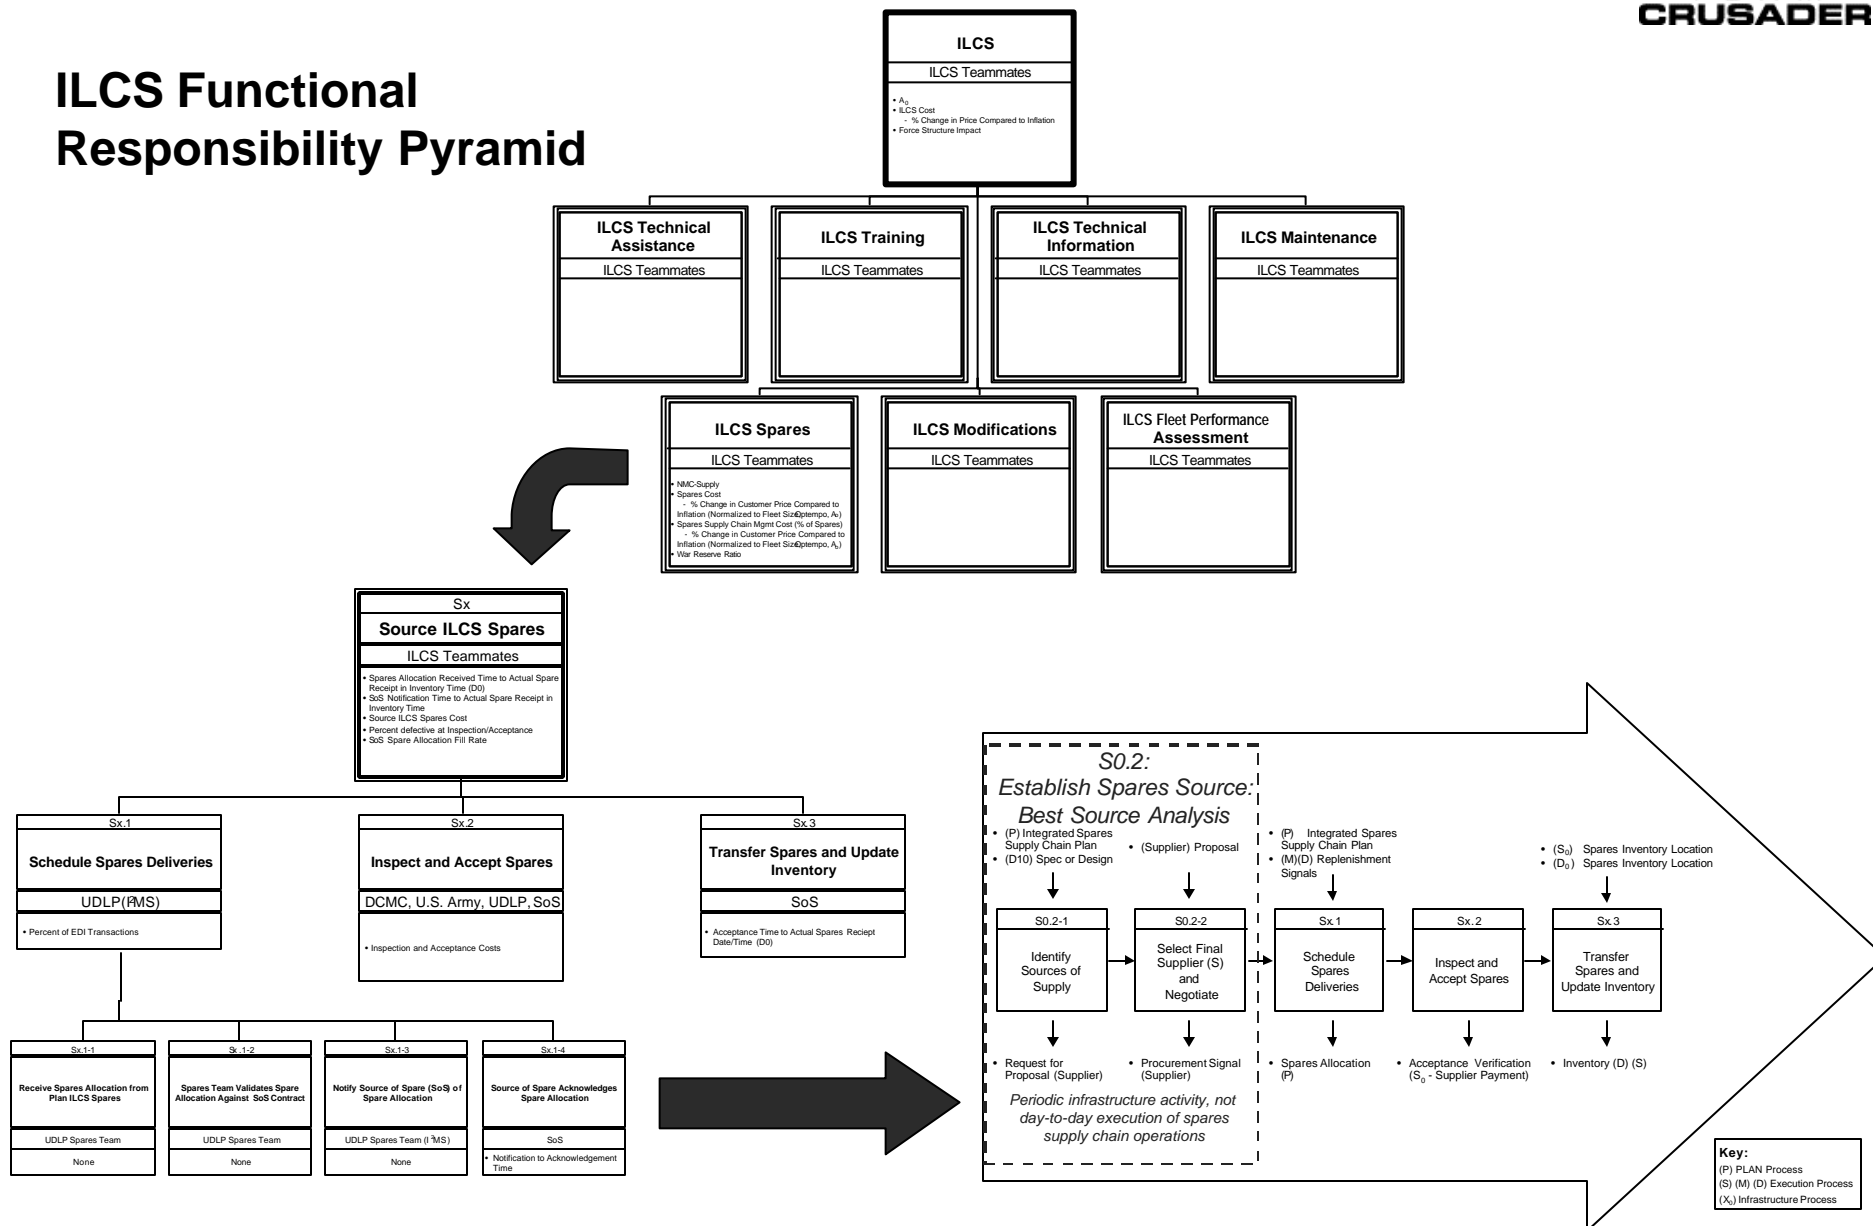 CRUSADER
ILCS Functional
Responsibility Pyramid
ILCS
ILCS Teammates
• A0
• ILCS Cost
- % Change in Price Compared to Inflation
• Force Structure Impact
ILCS Technical
Assistance
ILCS Teammates
ILCS Training
ILCS Teammates
ILCS Technical
Information
ILCS Teammates
ILCS Maintenance
ILCS Teammates
ILCS Spares
ILCS Teammates
• NMC-Supply
• Spares Cost
- % Change in Customer Price Compared to
Inflation (Normalized to Fleet Size, Optempo, A0)
• Spares Supply Chain Mgmt Cost (% of Spares)
- % Change in Customer Price Compared to
Inflation (Normalized to Fleet Size, Optempo, A0)
• War Reserve Ratio
ILCS Modifications
ILCS Teammates
ILCS Fleet Performance
Assessment
ILCS Teammates
Sx
Source ILCS Spares
ILCS Teammates
• Spares Allocation Received Time to Actual Spare
Receipt in Inventory Time (D0)
• SoS Notification Time to Actual Spare Receipt in
Inventory Time
• Source ILCS Spares Cost
• Percent defective at Inspection/Acceptance
• SoS Spare Allocation Fill Rate
Sx.1
Schedule Spares Deliveries
UDLP(I²MS)
• Percent of EDI Transactions
Sx.2
Inspect and Accept Spares
DCMC, U.S. Army, UDLP, SoS
• Inspection and Acceptance Costs
Sx.3
Transfer Spares and Update
Inventory
SoS
• Acceptance Time to Actual Spares Reciept
Date/Time (D0)
Sx.1-1
Receive Spares Allocation from
Plan ILCS Spares
UDLP Spares Team
None
Sx.1-2
Spares Team Validates Spare
Allocation Against SoS Contract
UDLP Spares Team
None
Sx.1-3
Notify Source of Spare (SoS) of
Spare Allocation
UDLP Spares Team (I²MS)
None
Sx.1-4
Source of Spare Acknowledges
Spare Allocation
SoS
• Notification to Acknowledgement
Time
S0.2:
Establish Spares Source:
Best Source Analysis
• (P) Integrated Spares
Supply Chain Plan
• (D10) Spec or Design
• (Supplier) Proposal
• (P) Integrated Spares
Supply Chain Plan
• (M)(D) Replenishment
Signals
• (S0) Spares Inventory Location
• (D0) Spares Inventory Location
S0.2-1
Identify
Sources of
Supply
S0.2-2
Select Final
Supplier (S)
and
Negotiate
Sx.1
Schedule
Spares
Deliveries
Sx.2
Inspect and
Accept Spares
Sx.3
Transfer
Spares and
Update Inventory
• Request for
Proposal (Supplier)
• Procurement Signal
(Supplier)
• Spares Allocation
(P)
• Acceptance Verification
(S0 - Supplier Payment)
• Inventory (D) (S)
Periodic infrastructure activity, not
day-to-day execution of spares
supply chain operations
Key:
(P) PLAN Process
(S) (M) (D) Execution Process
(X0) Infrastructure Process